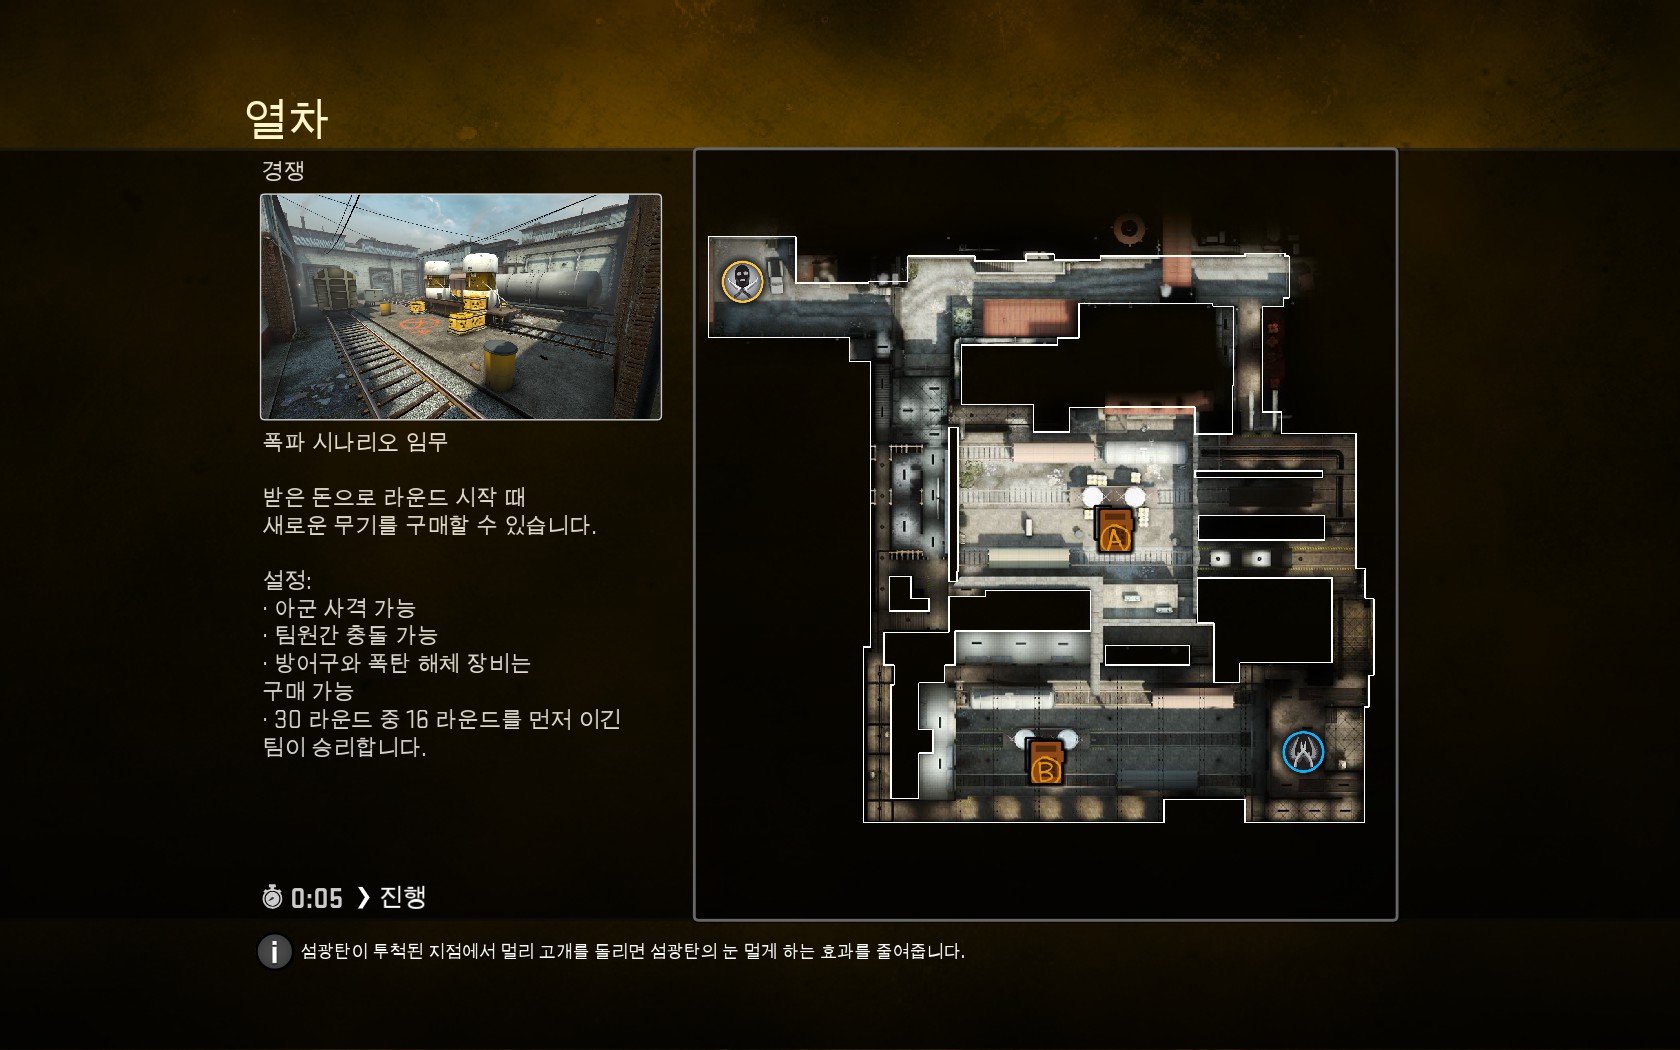 열차
경쟁
폭파 시나리오 임무
받은 돈으로 라운드 시작 때
새로운 무기를 구매할 수 있습니다.
설정:
· 아군 사격 가능
· 팀원간 충돌 가능
· 방어구와 폭탄 해체 장비는
구매 가능
· 30 라운드 중 16 라운드를 먼저 이긴
팀이 승리합니다.
A
B
0:05 ❯ 진행
i 섬광탄이 투척된 지점에서 멀리 고개를 돌리면 섬광탄의 눈 멀게 하는 효과를 줄여줍니다.